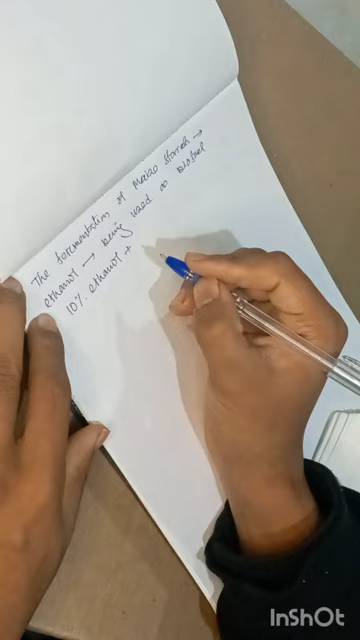 The fermentation of Maize starch →
ethanol → being used as biofuel
10% ethanol +
InShOt